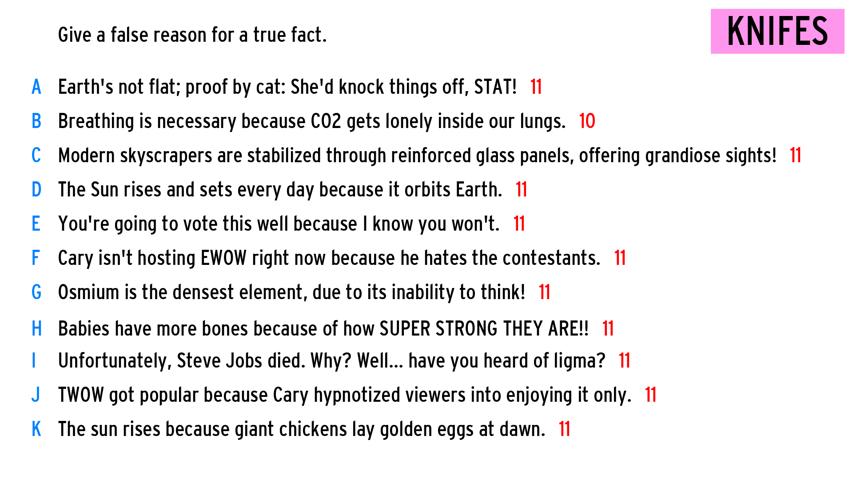 Give a false reason for a true fact.
KNIFES
A Earth's not flat; proof by cat: She'd knock things off, STAT! 11
B Breathing is necessary because CO2 gets lonely inside our lungs. 10
C Modern skyscrapers are stabilized through reinforced glass panels, offering grandiose sights! 11
D The Sun rises and sets every day because it orbits Earth. 11
E You're going to vote this well because I know you won't. 11
F Cary isn't hosting EWOW right now because he hates the contestants. 11
G Osmium is the densest element, due to its inability to think! 11
H Babies have more bones because of how SUPER STRONG THEY ARE!! 11
I Unfortunately, Steve Jobs died. Why? Well... have you heard of ligma? 11
J TWOW got popular because Cary hypnotized viewers into enjoying it only. 11
K The sun rises because giant chickens lay golden eggs at dawn. 11